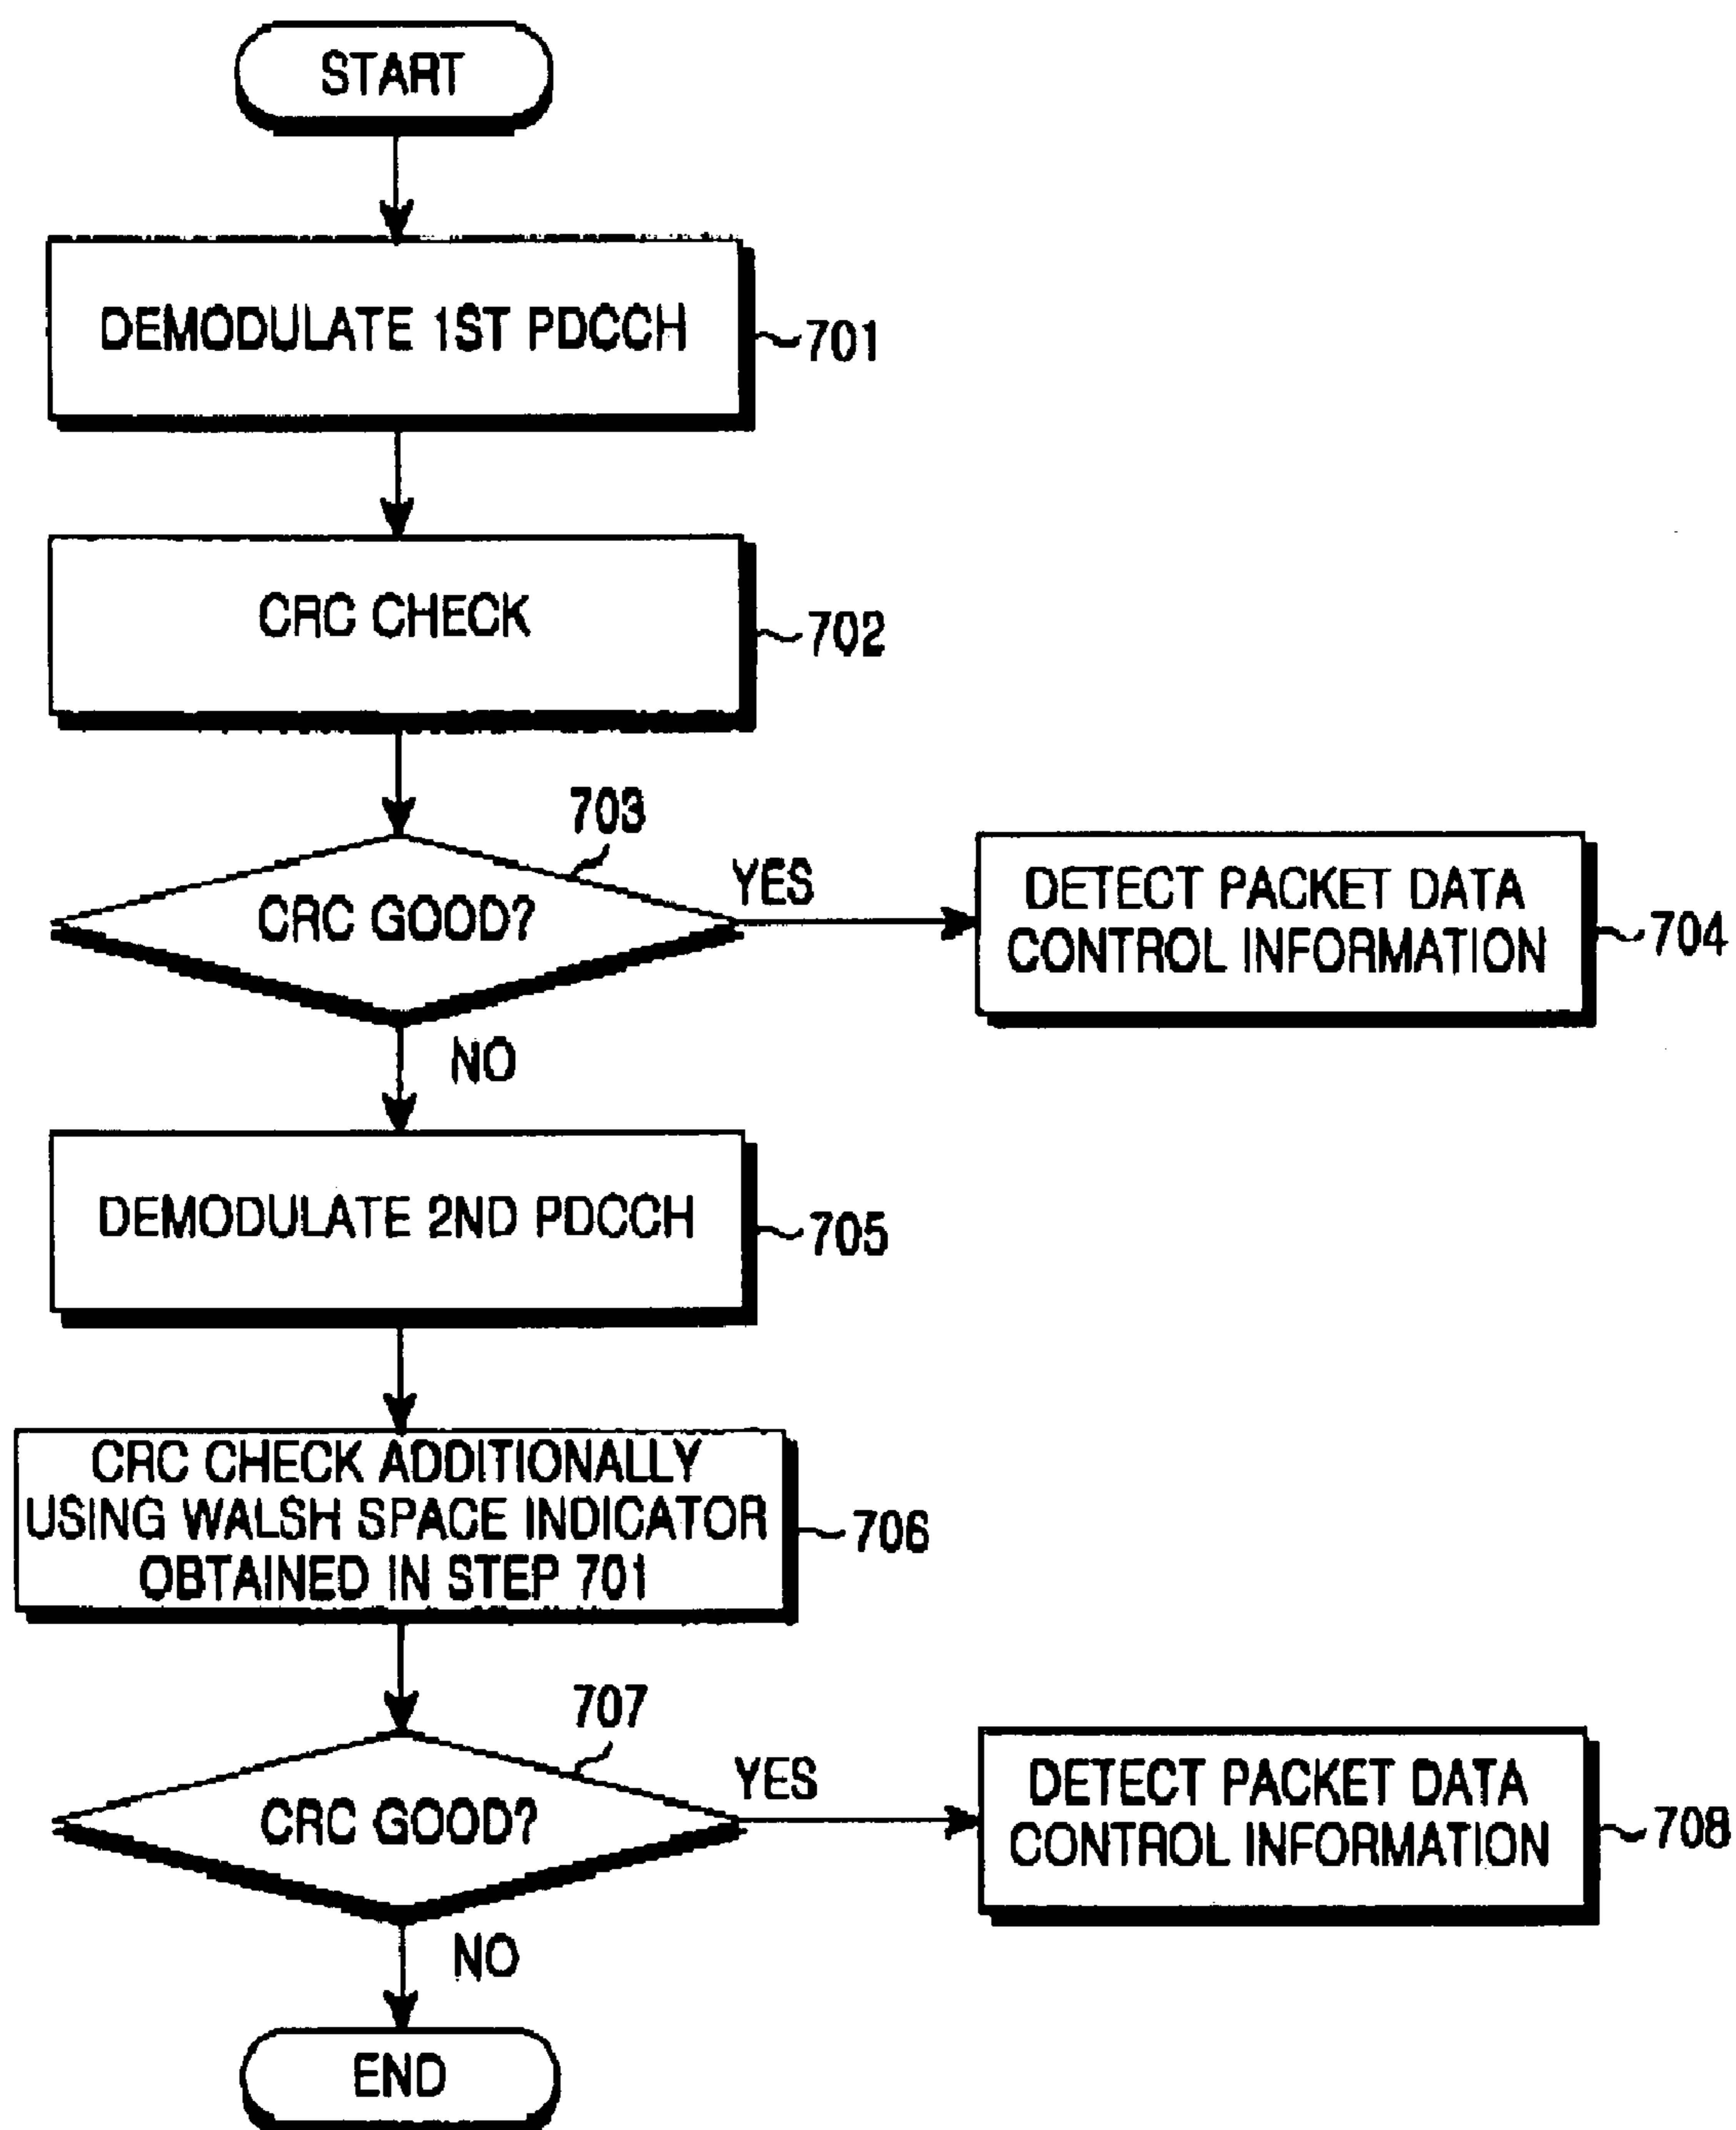 START
DEMODULATE 1ST PDCCH
701
CRC CHECK
702
703
CRC GOOD?
YES
DETECT PACKET DATA
CONTROL INFORMATION
704
NO
DEMODULATE 2ND PDCCH
705
CRC CHECK ADDITIONALLY
USING WALSH SPACE INDICATOR
OBTAINED IN STEP 701
706
707
CRC GOOD?
YES
DETECT PACKET DATA
CONTROL INFORMATION
708
NO
END